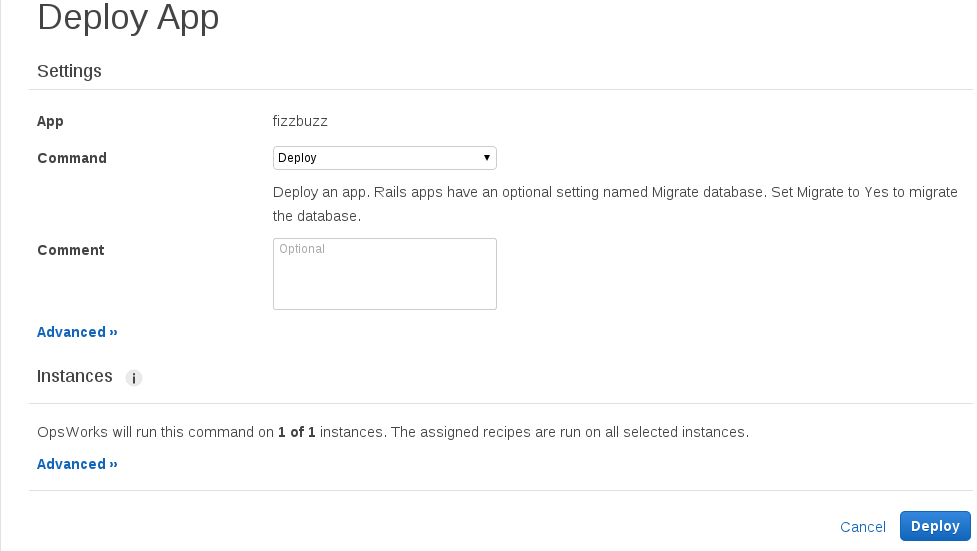 Deploy App
Settings
App fizzbuzz
Command Deploy
Deploy an app. Rails apps have an optional setting named Migrate database. Set Migrate to Yes to migrate
the database.
Comment Optional
Advanced »
Instances i
OpsWorks will run this command on 1 of 1 instances. The assigned recipes are run on all selected instances.
Advanced »
Cancel Deploy